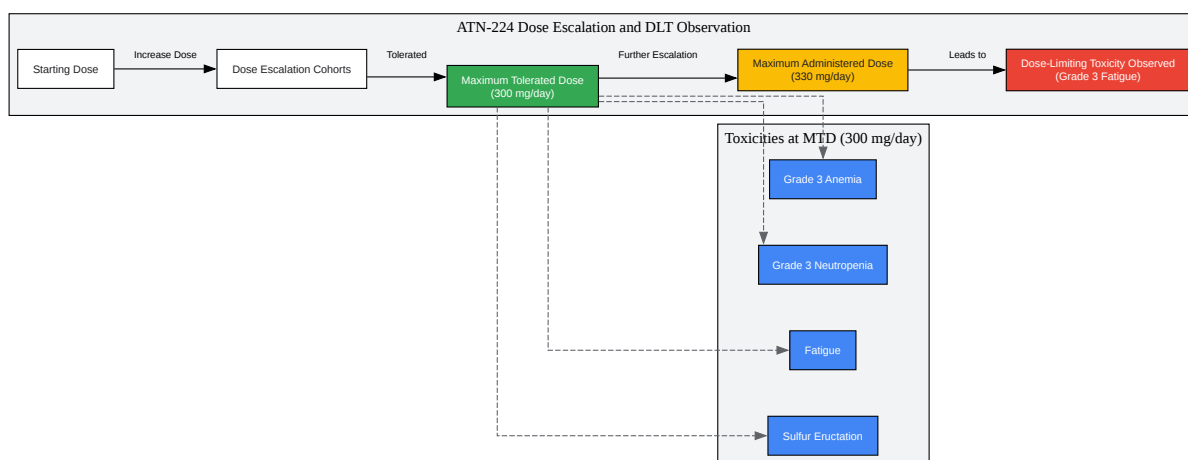 ATN-224 Dose Escalation and DLT Observation
Starting Dose
Increase Dose
Dose Escalation Cohorts
Tolerated
Maximum Tolerated Dose
(300 mg/day)
Further Escalation
Maximum Administered Dose
(330 mg/day)
Leads to
Dose-Limiting Toxicity Observed
(Grade 3 Fatigue)
Toxicities at MTD (300 mg/day)
Grade 3 Anemia
Grade 3 Neutropenia
Fatigue
Sulfur Eructation